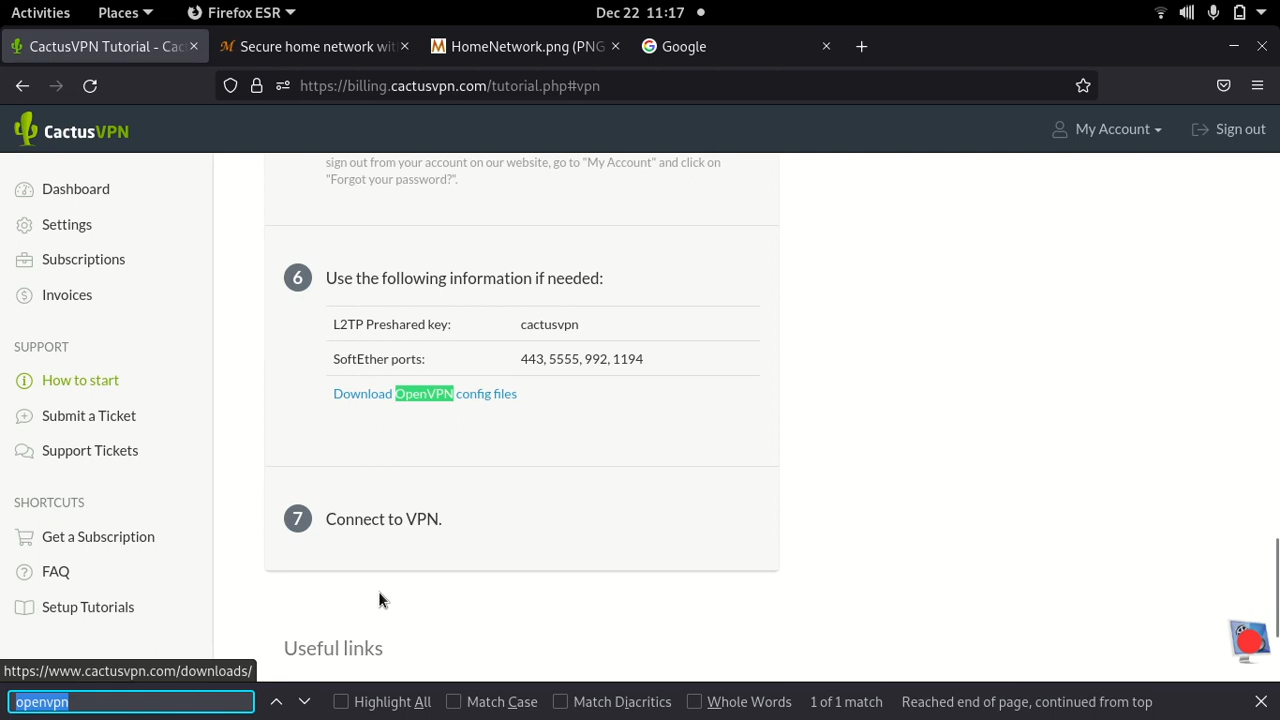 Activities
Places
Firefox ESR
Dec 22 11:17
CactusVPN Tutorial - Cac
Secure home network wit
HomeNetwork.png (PNG
Google
https://billing.cactusvpn.com/tutorial.php#vpn
CactusVPN
My Account
Sign out
Dashboard
Settings
Subscriptions
Invoices
SUPPORT
How to start
Submit a Ticket
Support Tickets
SHORTCUTS
Get a Subscription
FAQ
Setup Tutorials
sign out from your account on our website, go to "My Account" and click on
"Forgot your password?".
6 Use the following information if needed:
L2TP Preshared key: cactusvpn
SoftEther ports: 443, 5555, 992, 1194
Download OpenVPN config files
7 Connect to VPN.
Useful links
https://www.cactusvpn.com/downloads/
openvpn
Highlight All
Match Case
Match Diacritics
Whole Words
1 of 1 match
Reached end of page, continued from top